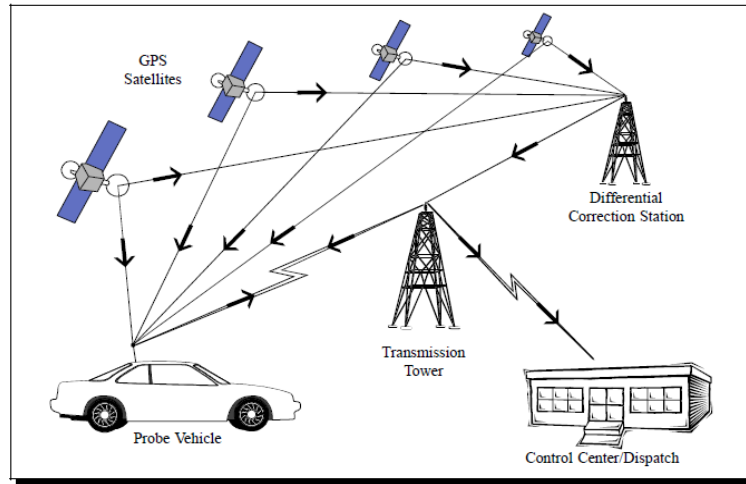 GPS
Satellites
Differential
Correction Station
Transmission
Tower
Probe Vehicle
Control Center/Dispatch